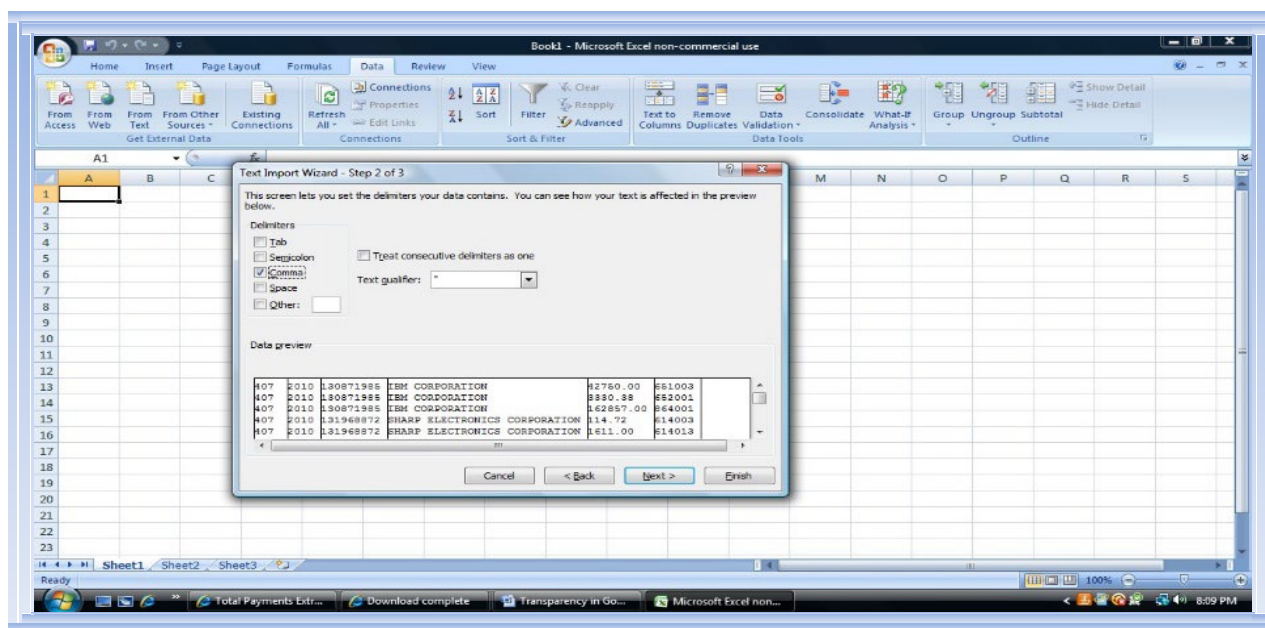 Book1 - Microsoft Excel non-commercial use
Home Insert Page Layout Formulas Data Review View
From Access
From Web
From Text
From Other Sources
Existing Connections
Get External Data
Refresh All
Connections
Properties
Edit Links
Connections
Sort
Filter
Clear
Reapply
Advanced
Sort & Filter
Text to Columns
Remove Duplicates
Data Validation
Consolidate
What-If Analysis
Data Tools
Group
Ungroup
Subtotal
Show Detail
Hide Detail
Outline
A1 fx
A B C M N O P Q R S
1
2
3
4
5
6
7
8
9
10
11
12
13
14
15
16
17
18
19
20
21
22
23
Text Import Wizard - Step 2 of 3
This screen lets you set the delimiters your data contains. You can see how your text is affected in the preview
below.
Delimiters
Tab
Semicolon
Comma
Space
Other:
Treat consecutive delimiters as one
Text qualifier: "
Data preview
407 2010 130871985 IBM CORPORATION 42750.00 651003
407 2010 130871985 IBM CORPORATION 3330.38 652001
407 2010 130871985 IBM CORPORATION 162857.00 864001
407 2010 131968872 SHARP ELECTRONICS CORPORATION 114.72 614003
407 2010 131968872 SHARP ELECTRONICS CORPORATION 1611.00 614013
Cancel < Back Next > Finish
Sheet1 Sheet2 Sheet3
Ready 100%
Total Payments Extr... Download complete Transparency in Go... Microsoft Excel non... 8:09 PM